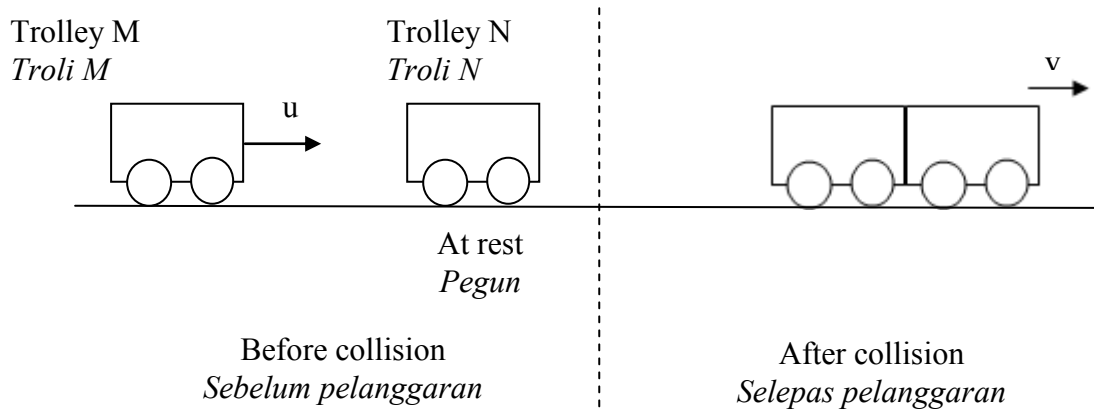 Trolley M
Troli M
Trolley N
Troli N
u
v
At rest
Pegun
Before collision
Sebelum pelanggaran
After collision
Selepas pelanggaran